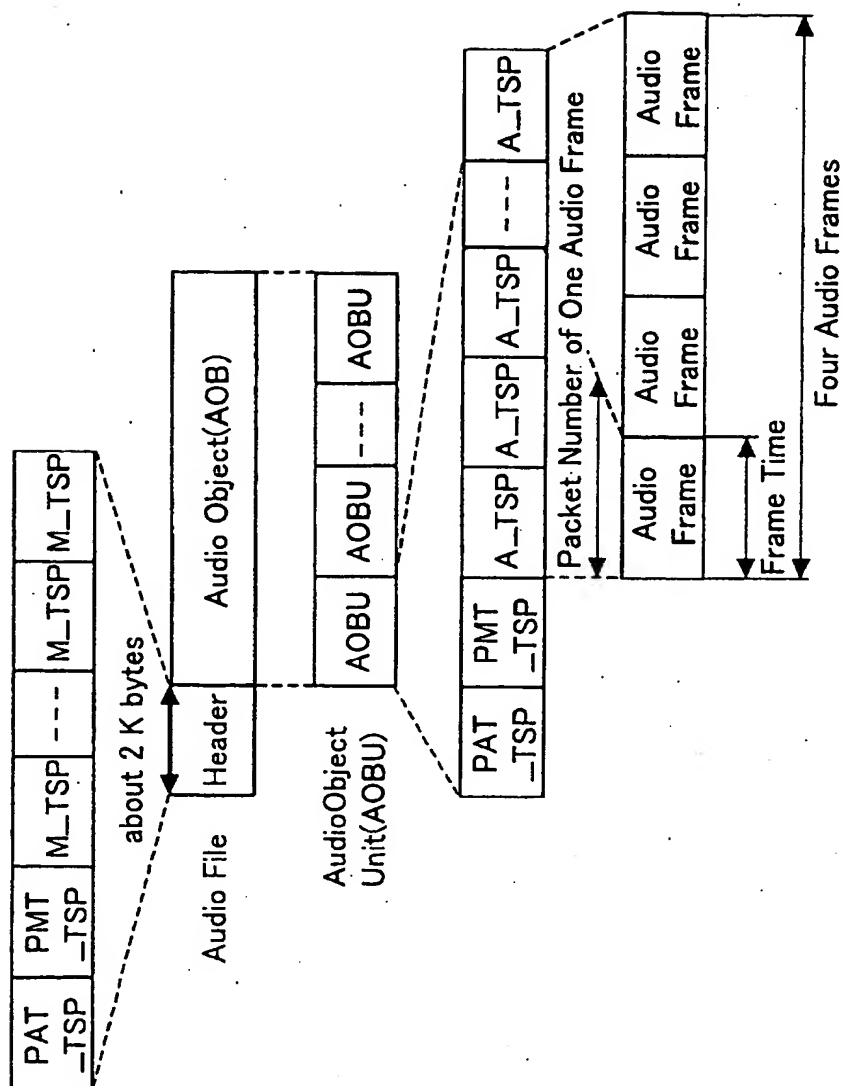 PAT
_TSP
PMT
_TSP
M_TSP
---
M_TSP
M_TSP
about 2 K bytes
Audio File
Header
Audio Object(AOB)
AudioObject
Unit(AOBU)
AOBU
AOBU
---
AOBU
PAT
_TSP
PMT
_TSP
A_TSP
A_TSP
A_TSP
---
A_TSP
Packet Number of One Audio Frame
Audio
Frame
Audio
Frame
Audio
Frame
Audio
Frame
Frame Time
Four Audio Frames